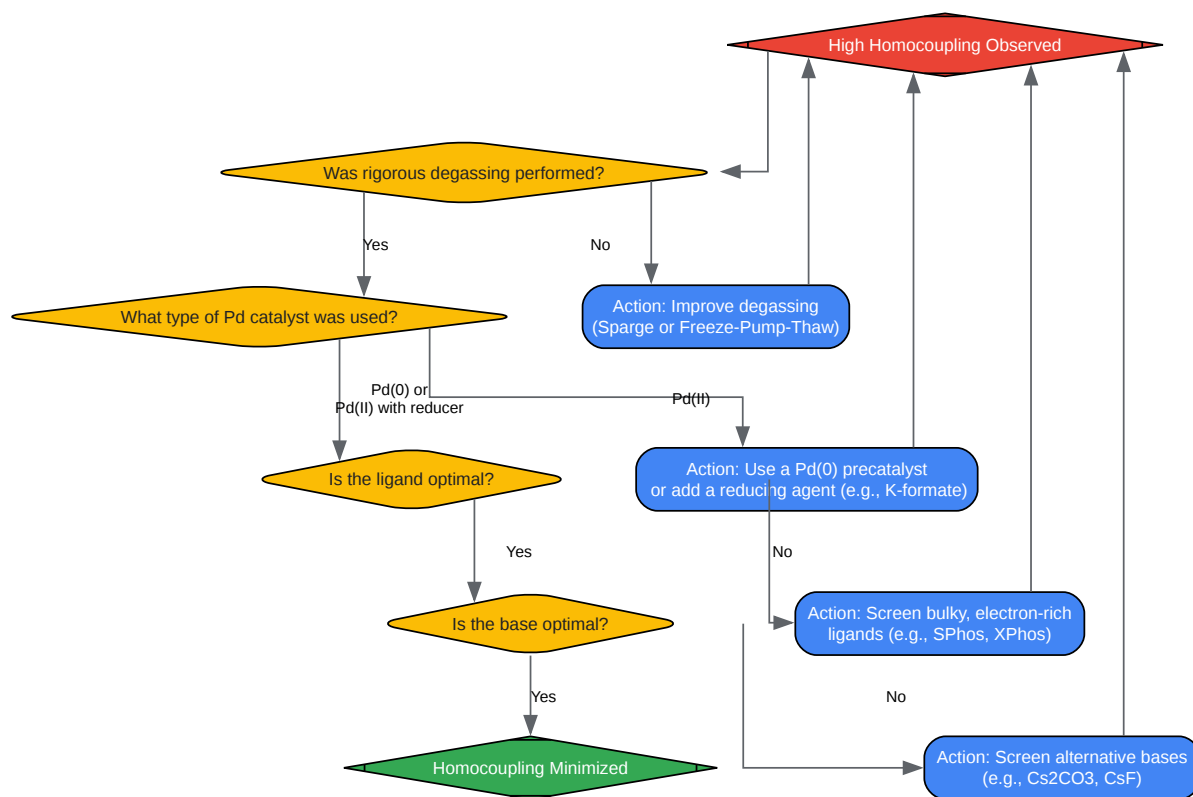 High Homocoupling Observed
Was rigorous degassing performed?
Yes
No
Action: Improve degassing
(Sparge or Freeze-Pump-Thaw)
What type of Pd catalyst was used?
Pd(0) or
Pd(II) with reducer
Pd(II)
Is the ligand optimal?
Action: Use a Pd(0) precatalyst
or add a reducing agent (e.g., K-formate)
Yes
No
Is the base optimal?
Action: Screen bulky, electron-rich
ligands (e.g., SPhos, XPhos)
Yes
No
Homocoupling Minimized
Action: Screen alternative bases
(e.g., Cs2CO3, CsF)